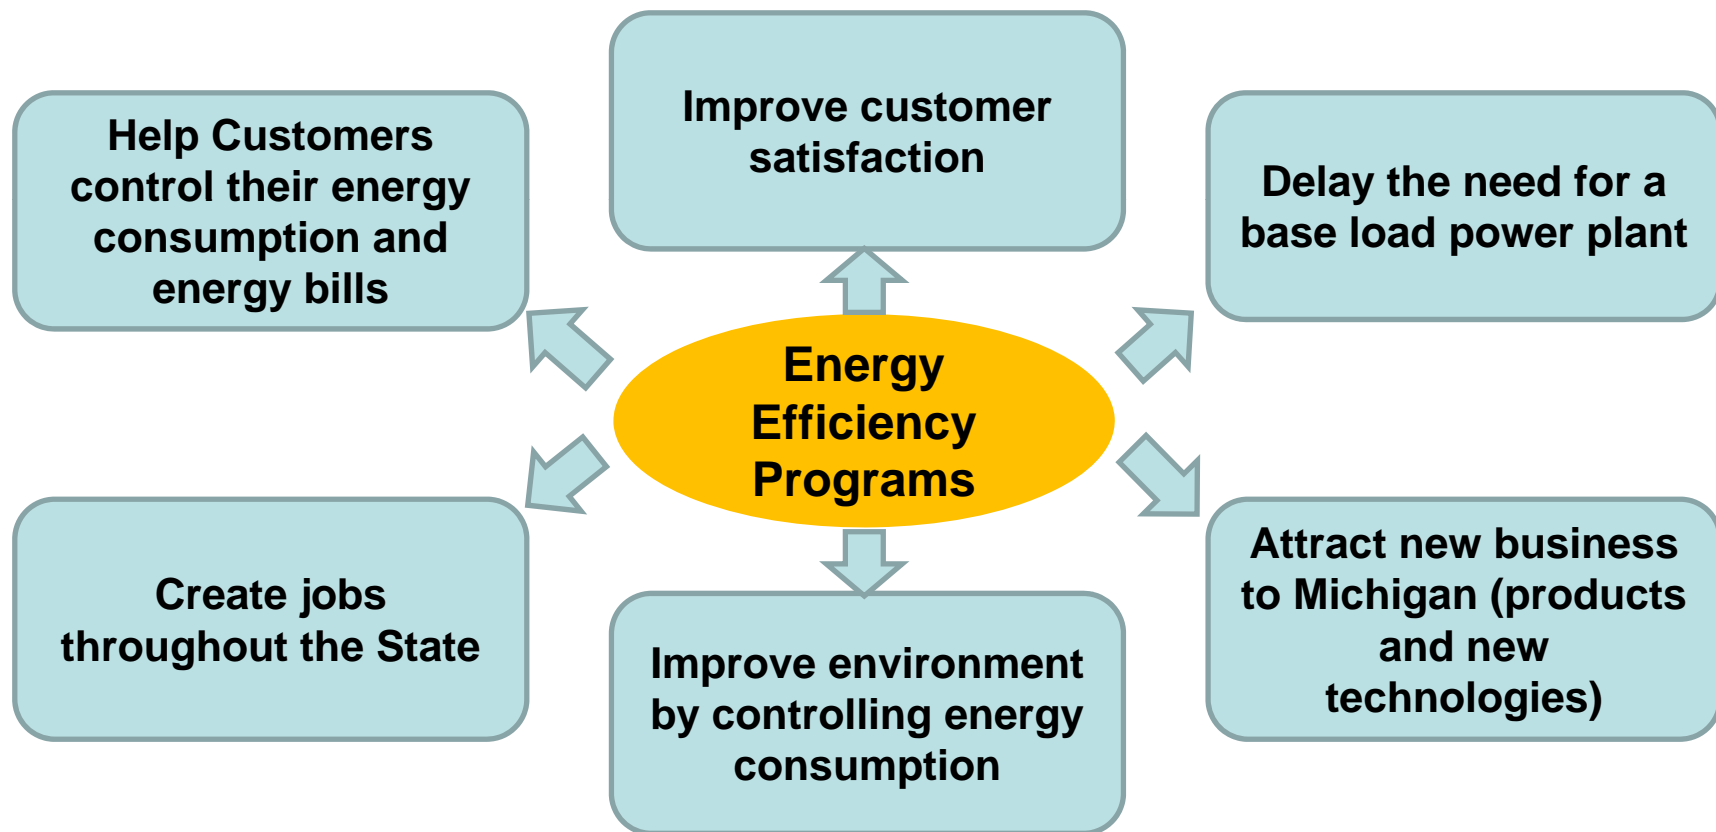 Help Customers
control their energy
consumption and
energy bills
Improve customer
satisfaction
Delay the need for a
base load power plant
Energy
Efficiency
Programs
Create jobs
throughout the State
Improve environment
by controlling energy
consumption
Attract new business
to Michigan (products
and new
technologies)